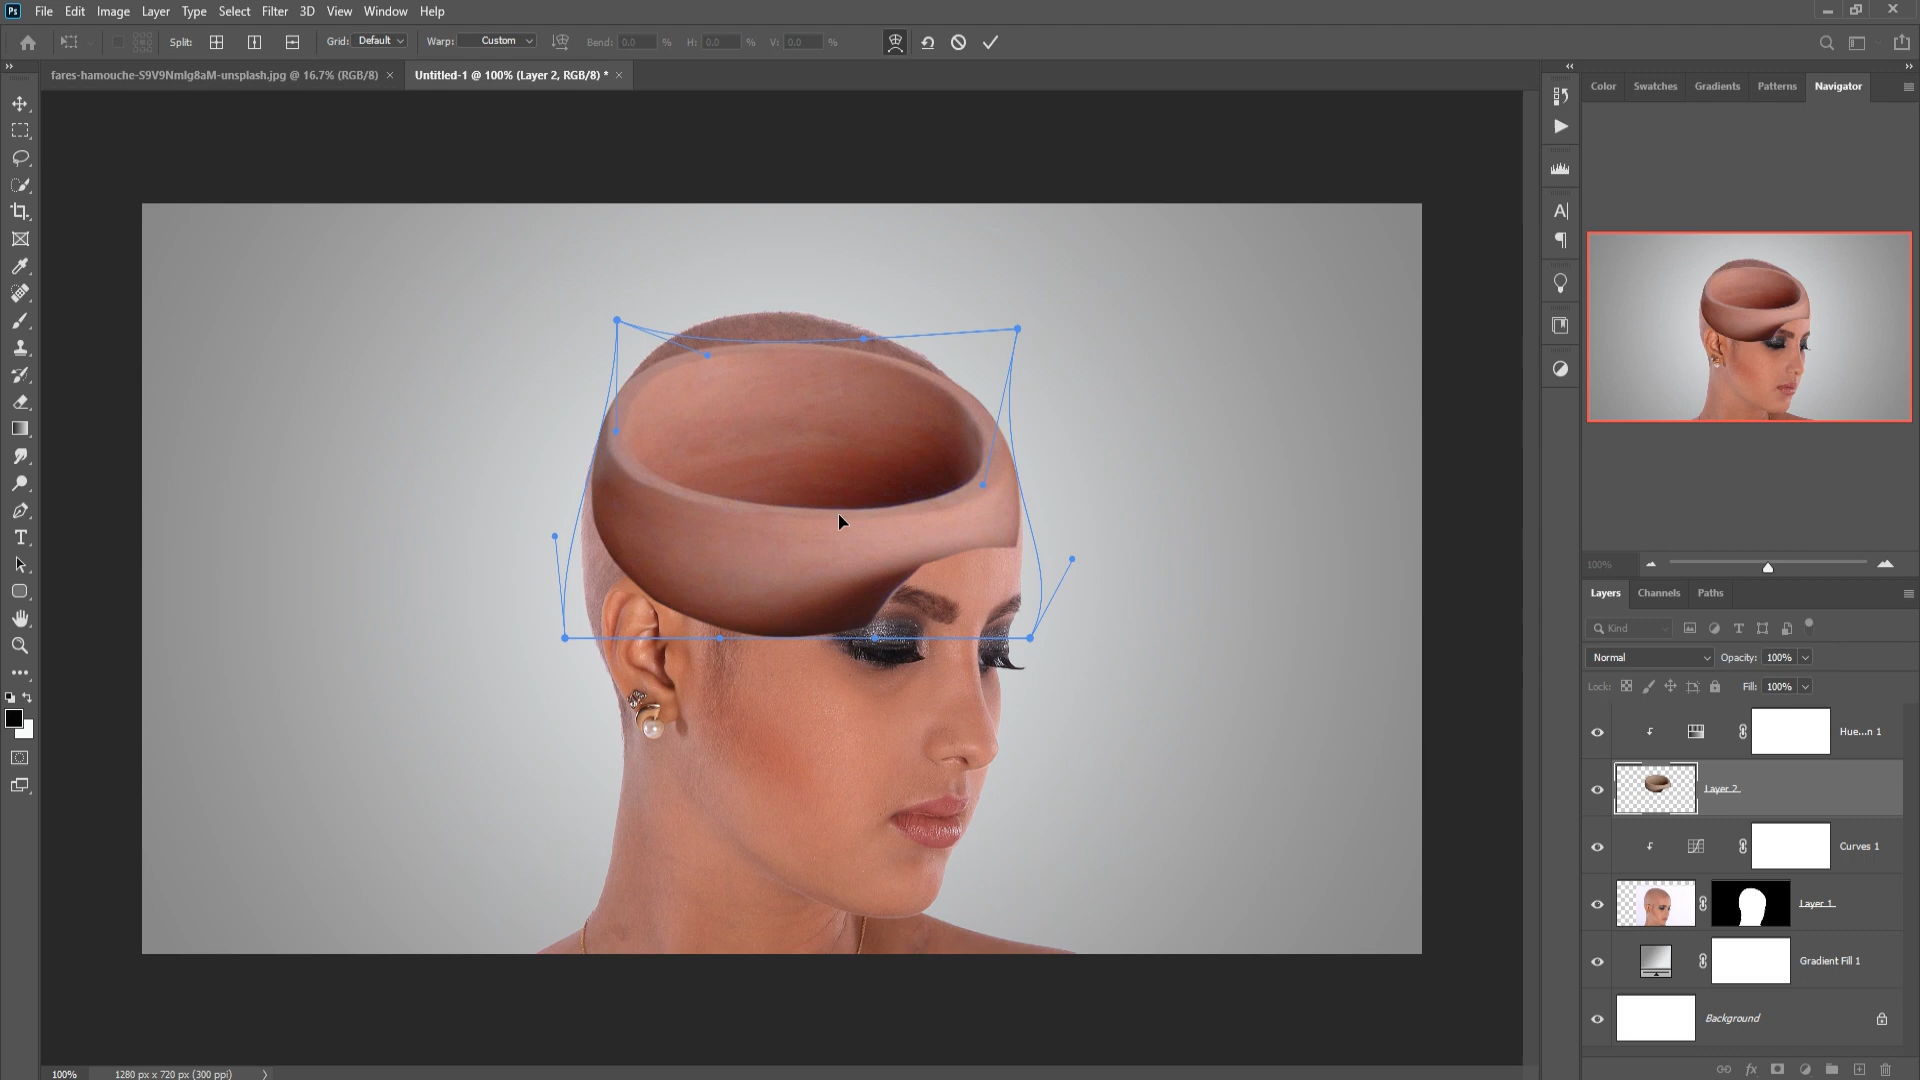 Ps File Edit Image Layer Type Select Filter 3D View Window Help
Split: Grid: Default Warp: Custom Bend: 0.0 % H: 0.0 % V: 0.0 %
fares-hamouche-S9V9Nmlg8aM-unsplash.jpg @ 16.7% (RGB/8) × Untitled-1 @ 100% (Layer 2, RGB/8) * ×
Color Swatches Gradients Patterns Navigator
100%
Layers Channels Paths
Kind
Normal Opacity: 100%
Lock: Fill: 100%
Hue...n 1
Layer 2
Curves 1
Layer 1
Gradient Fill 1
Background
100% 1280 px x 720 px (300 ppi)